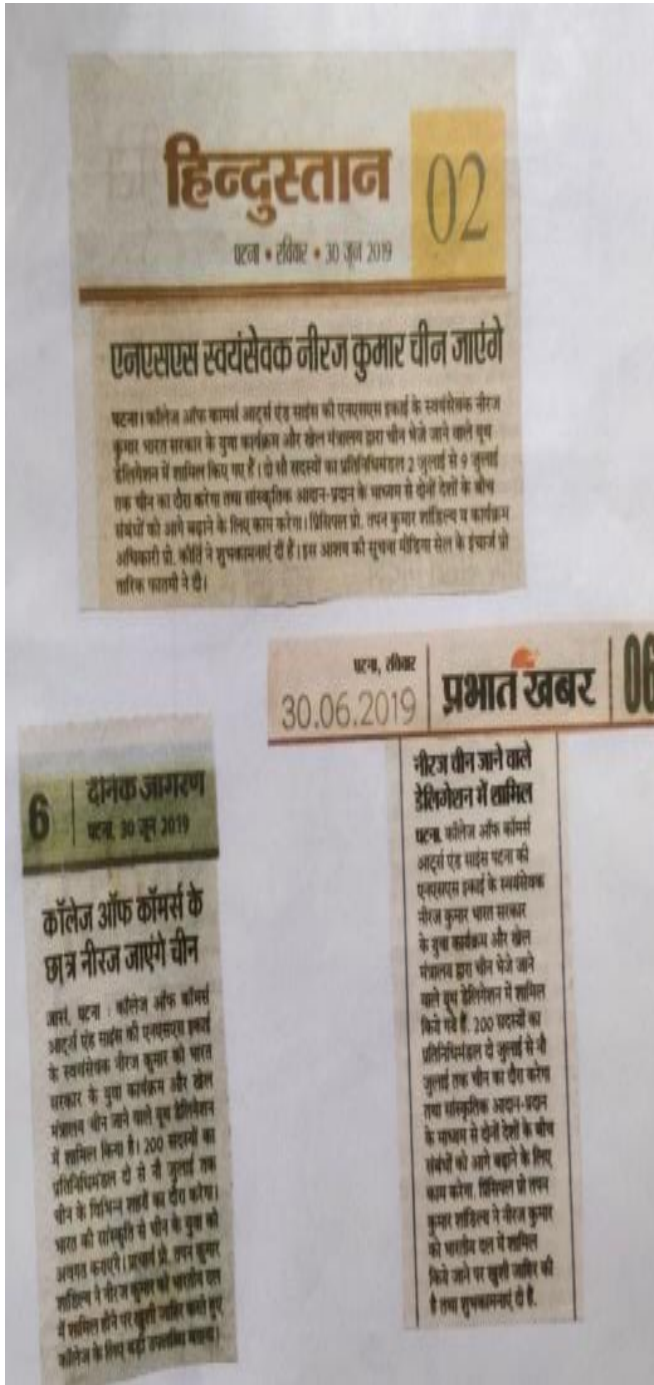 हिन्दुस्तान
02
पटना • रविवार • 30 जून 2019
एनएसएस स्वयंसेवक नीरज कुमार चीन जाएंगे
पटना। कॉलेज ऑफ कामर्स आर्ट्स एंड साइंस की एनएसएस इकाई के स्वयंसेवक नीरज
कुमार भारत सरकार के युवा कार्यक्रम और खेल मंत्रालय द्वारा चीन भेजे जाने वाले यूथ
डेलिगेशन में शामिल किए गए हैं। दो सौ सदस्यों का प्रतिनिधिमंडल 2 जुलाई से 9 जुलाई
तक चीन का दौरा करेगा तथा सांस्कृतिक आदान-प्रदान के माध्यम से दोनों देशों के बीच
संबंधों को आगे बढ़ाने के लिए काम करेगा। प्रिंसिपल प्रो. तपन कुमार शांडिल्य व कार्यक्रम
अधिकारी प्रो. कीर्ति ने शुभकामनाएं दी हैं। इस आशय की सूचना मीडिया सेल के इंचार्ज प्रो
तारिक फातमी ने दी।
पटना, रविवार
30.06.2019
प्रभात खबर
06
नीरज चीन जाने वाले
डेलिगेशन में शामिल
पटना. कॉलेज ऑफ कॉमर्स
आर्ट्स एंड साइंस पटना की
एनएसएस इकाई के स्वयंसेवक
नीरज कुमार भारत सरकार
के युवा कार्यक्रम और खेल
मंत्रालय द्वारा चीन भेजे जाने
वाले यूथ डेलिगेशन में शामिल
किये गये हैं. 200 सदस्यों का
प्रतिनिधिमंडल दो जुलाई से नौ
जुलाई तक चीन का दौरा करेगा
तथा सांस्कृतिक आदान-प्रदान
के माध्यम से दोनों देशों के बीच
संबंधों को आगे बढ़ाने के लिए
काम करेगा. प्रिंसिपल प्रो तपन
कुमार शांडिल्य ने नीरज कुमार
को भारतीय दल में शामिल
किये जाने पर खुशी जाहिर की
है तथा शुभकामनाएं दी है.
6
दैनिक जागरण
पटना, 30 जून 2019
कॉलेज ऑफ कॉमर्स के
छात्र नीरज जाएंगे चीन
जासं, पटना : कॉलेज ऑफ कॉमर्स
आर्ट्स एंड साइंस की एनएसएस इकाई
के स्वयंसेवक नीरज कुमार को भारत
सरकार के युवा कार्यक्रम और खेल
मंत्रालय चीन जाने वाले यूथ डेलिगेशन
में शामिल किया है। 200 सदस्यों का
प्रतिनिधिमंडल दो से नौ जुलाई तक
चीन के विभिन्न शहरों का दौरा करेगा।
भारत की सांस्कृति से चीन के युवा को
अवगत कराएंगे। प्राचार्य प्रो. तपन कुमार
शांडिल्य ने नीरज कुमार को भारतीय दल
में शामिल होने पर खुशी जाहिर करते हुए
कॉलेज के लिए बड़ी उपलब्धि बताया।